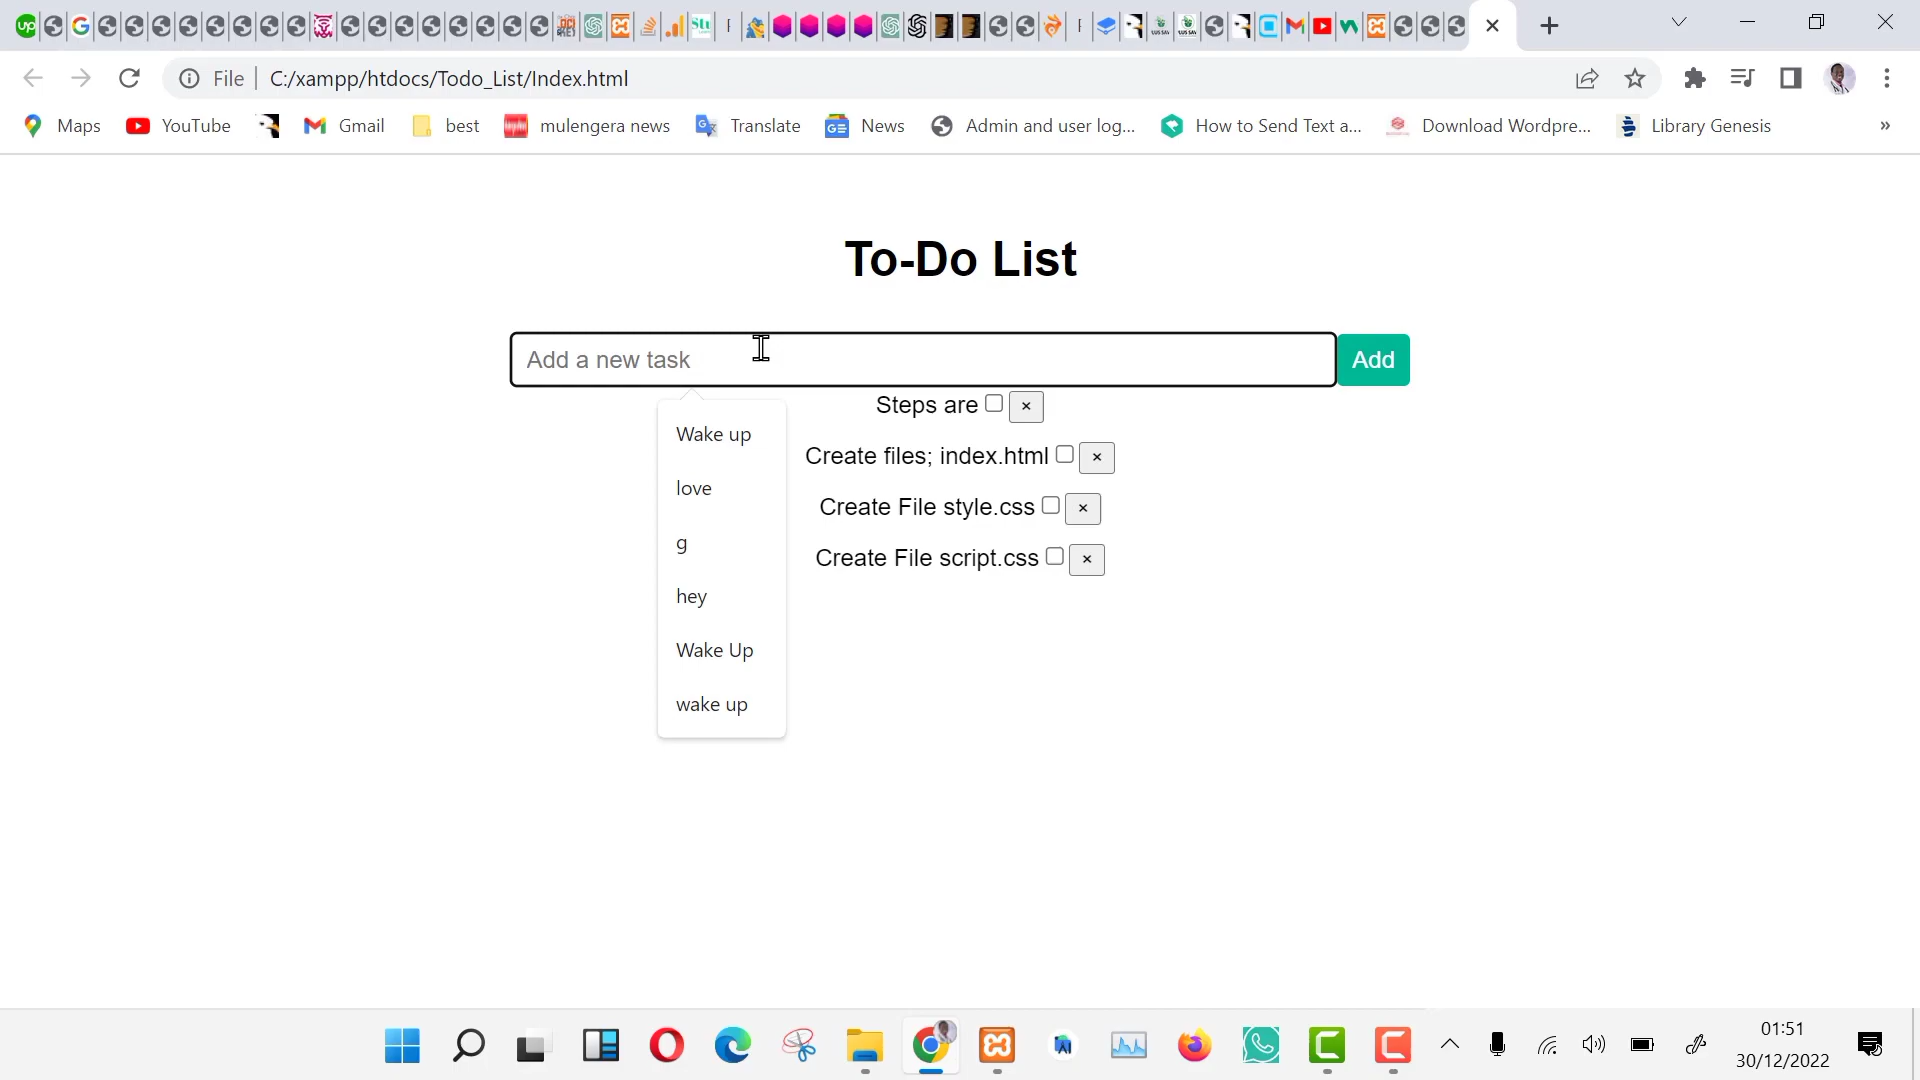 File C:/xampp/htdocs/Todo_List/Index.html
Maps YouTube Gmail best mulengera news Translate News Admin and user log... How to Send Text a... Download Wordpre... Library Genesis »
To-Do List
Add a new task Add
Steps are ×
Create files; index.html ×
Create File style.css ×
Create File script.css ×
Wake up
love
g
hey
Wake Up
wake up
01:51
30/12/2022